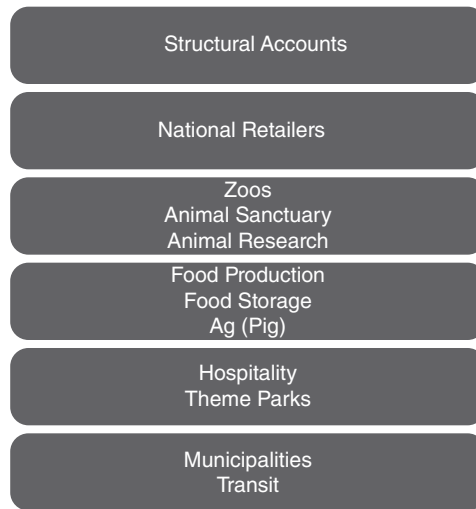 Structural Accounts
National Retailers
Zoos
Animal Sanctuary
Animal Research
Food Production
Food Storage
Ag (Pig)
Hospitality
Theme Parks
Municipalities
Transit